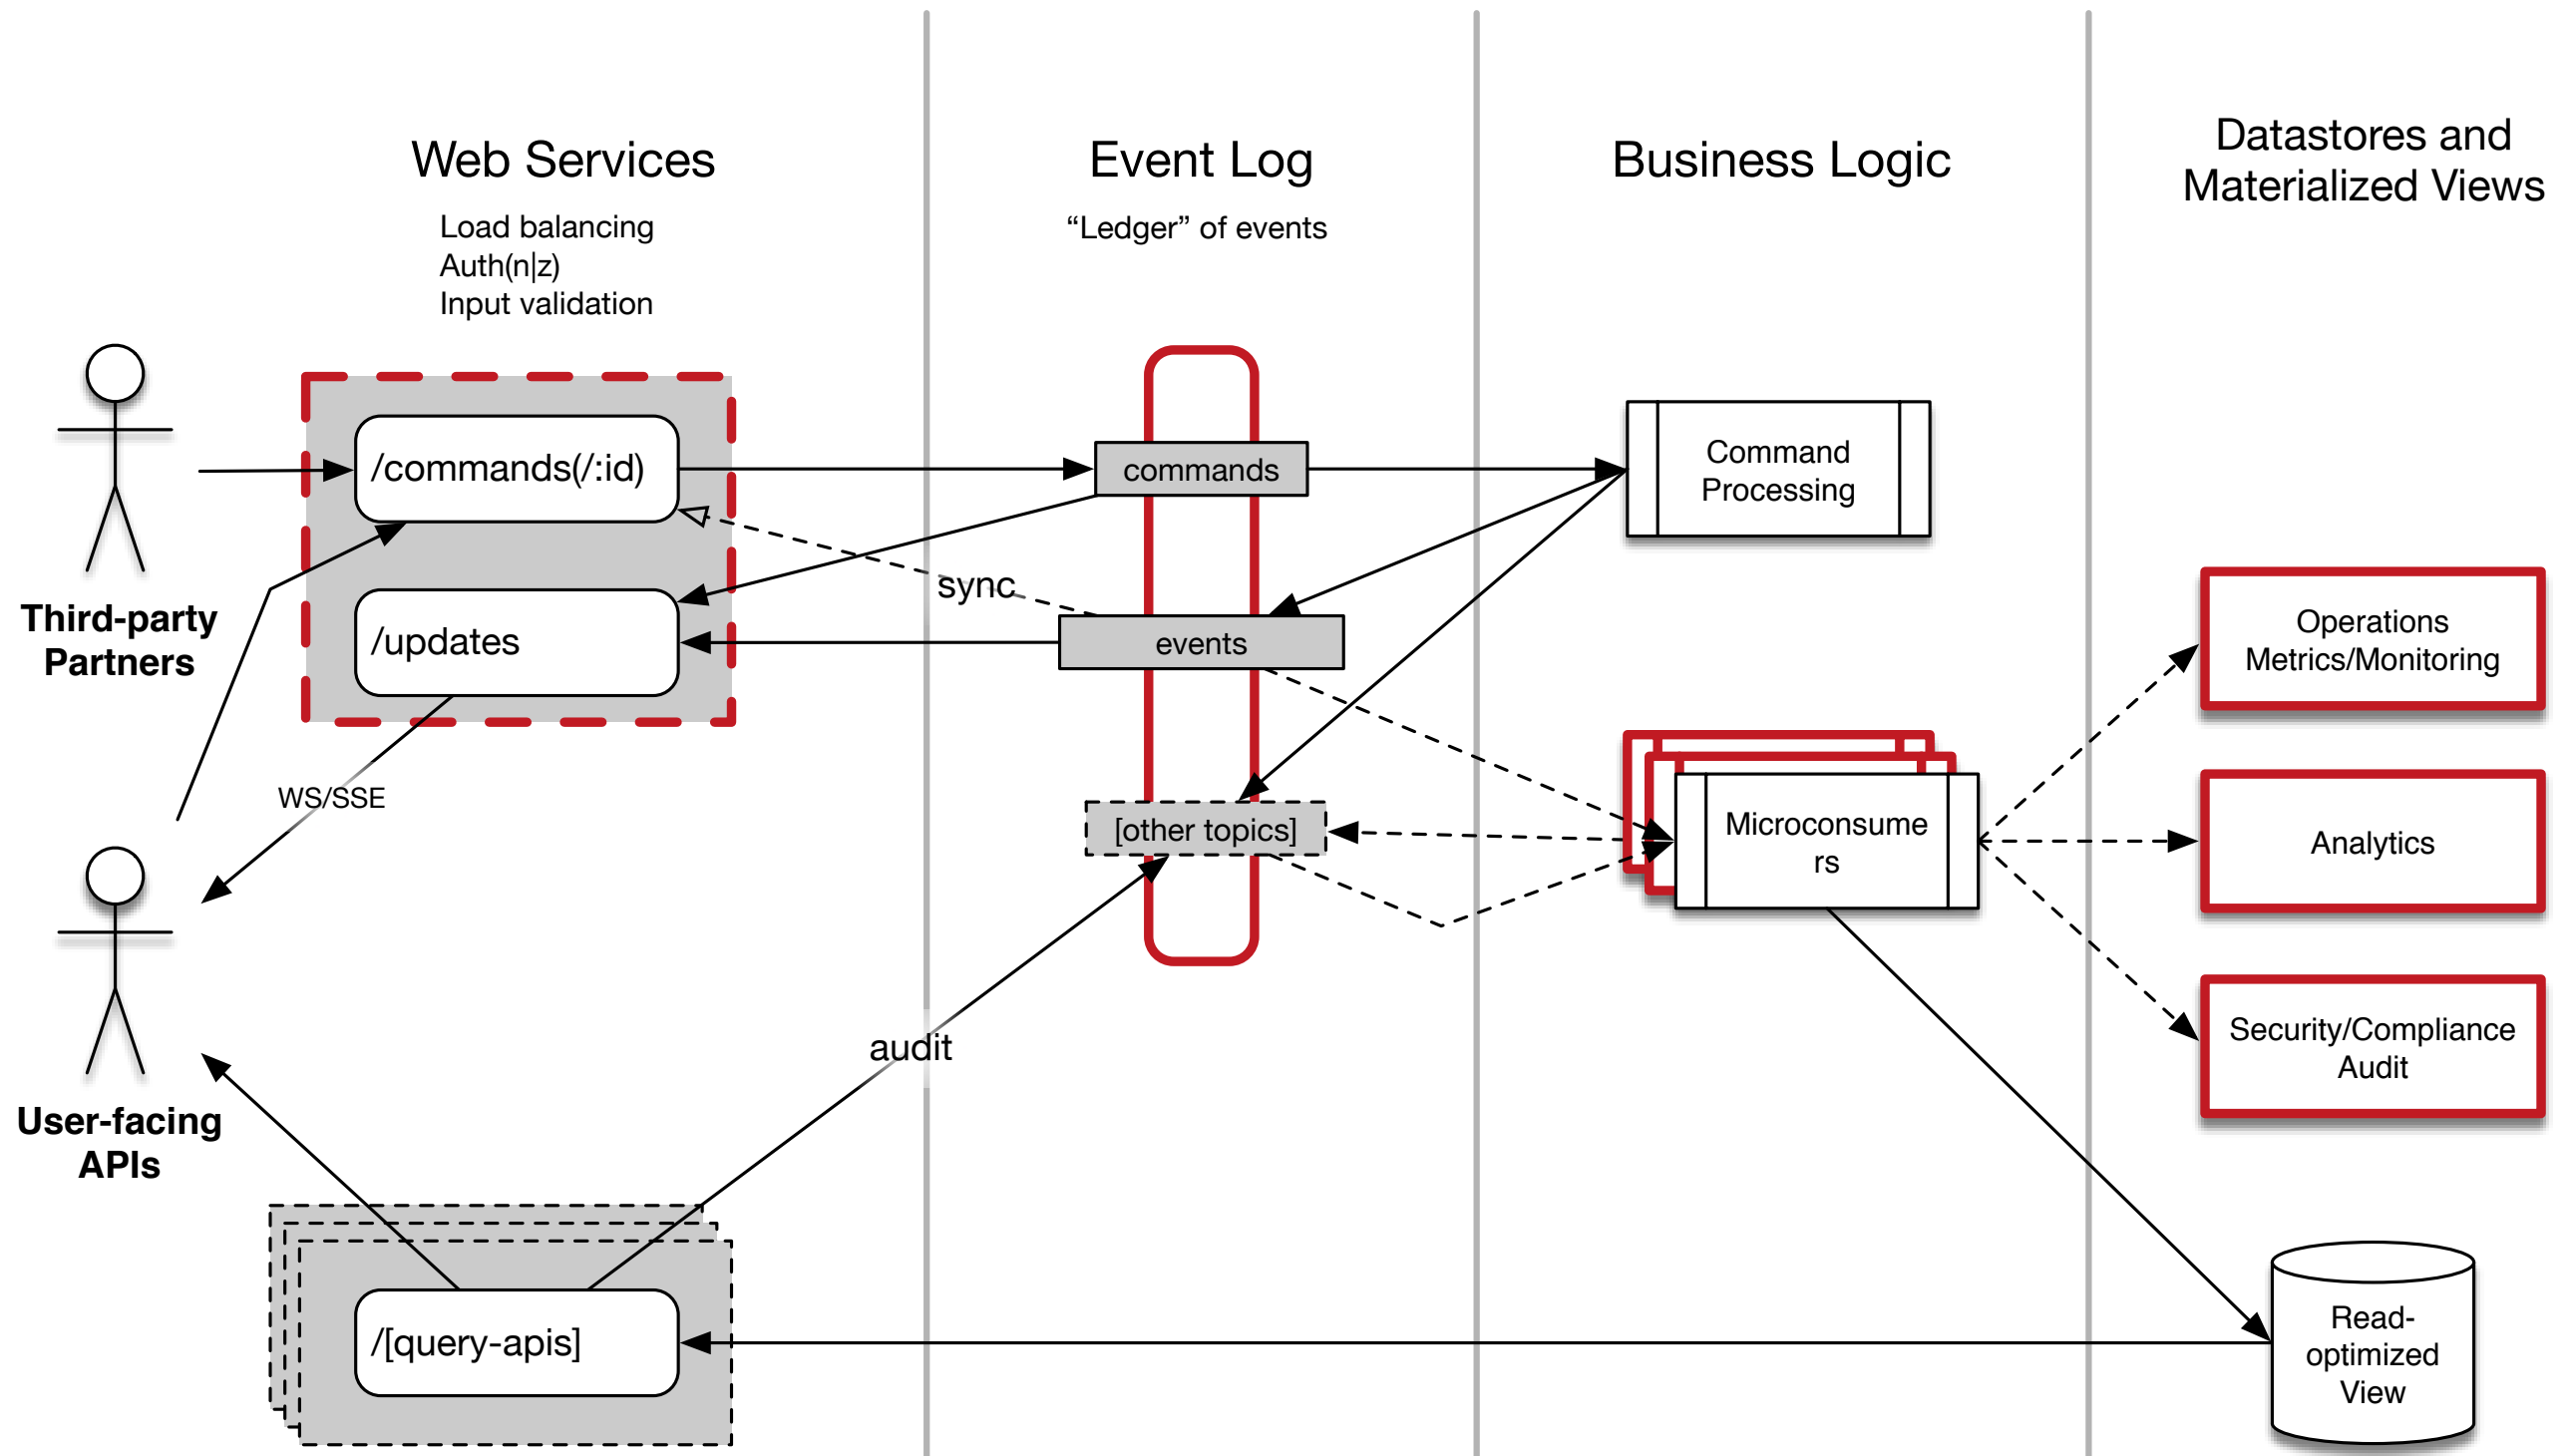 Web Services
Load balancing
Auth(n|z)
Input validation
Event Log
“Ledger” of events
Business Logic
Datastores and
Materialized Views
Third-party
Partners
/commands(/:id)
/updates
commands
sync
events
[other topics]
Command
Processing
Microconsume
rs
Operations
Metrics/Monitoring
Analytics
Security/Compliance
Audit
WS/SSE
User-facing
APIs
audit
/[query-apis]
Read-
optimized
View